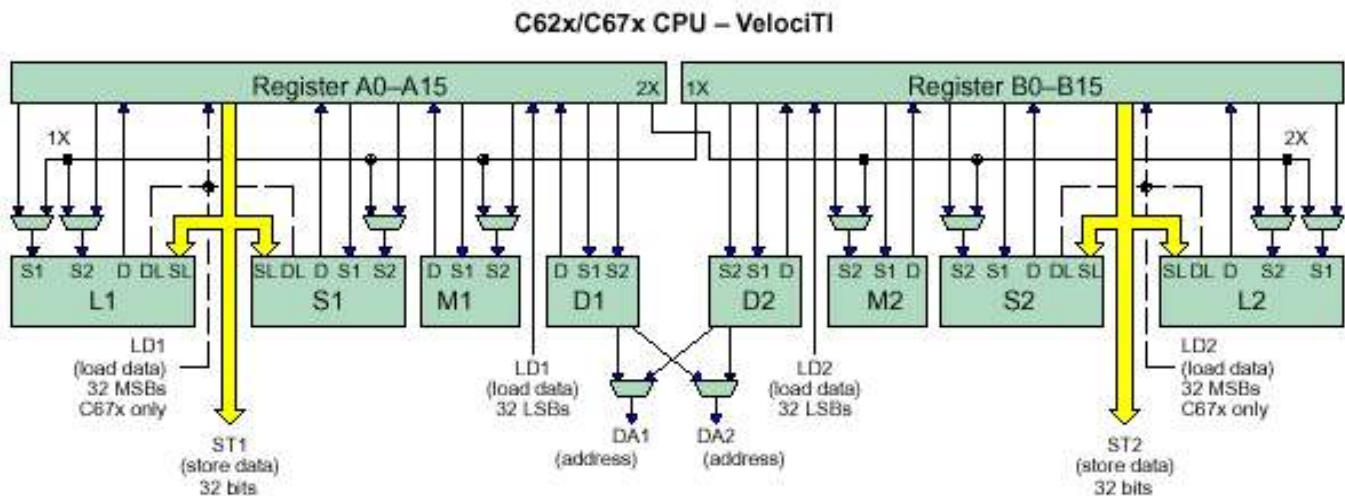 C62x/C67x CPU – VelociTI
Register A0–A15
2X
1X
Register B0–B15
1X
2X
S1 S2 D DL SL
SL DL D S1 S2
D S1 S2
D S1 S2
S2 S1 D
S2 S1 D
S2 S1 D DL SL
SL DL D S2 S1
L1
S1
M1
D1
D2
M2
S2
L2
LD1
(load data)
32 MSBs
C67x only
LD1
(load data)
32 LSBs
LD2
(load data)
32 LSBs
LD2
(load data)
32 MSBs
C67x only
DA1
(address)
DA2
(address)
ST1
(store data)
32 bits
ST2
(store data)
32 bits